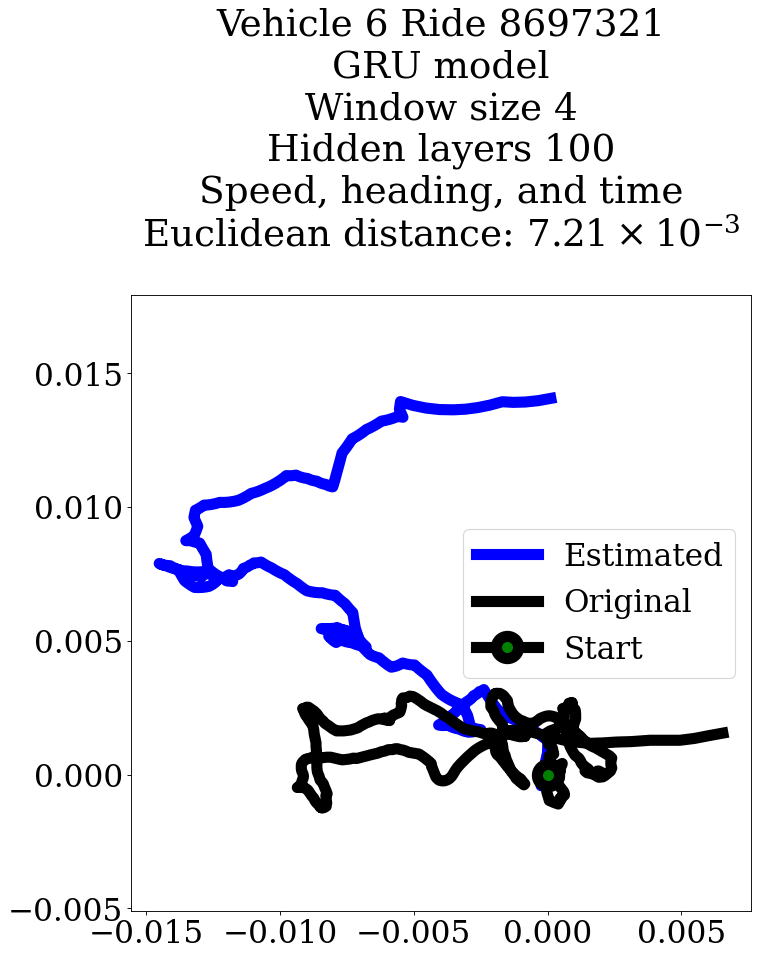 Vehicle 6 Ride 8697321
GRU model
Window size 4
Hidden layers 100
Speed, heading, and time
Euclidean distance: 7.21 × 10⁻³
0.015
0.010
0.005
0.000
−0.005
Estimated
Original
Start
−0.015 −0.010 −0.005 0.000 0.005